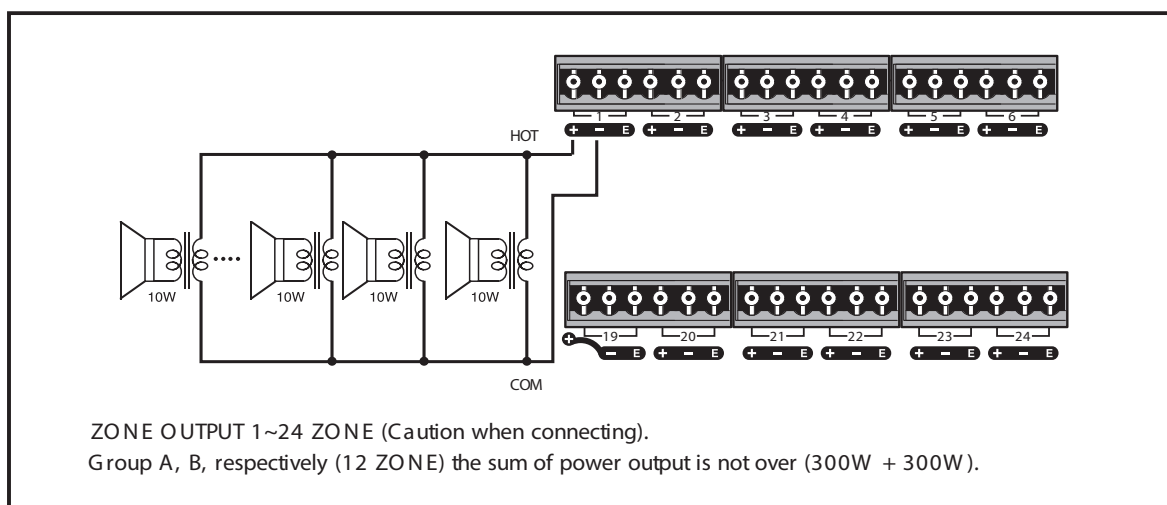 1 2 3 4 5 6
+ - E + - E + - E + - E + - E + - E
HOT
10W 10W 10W 10W
19 20 21 22 23 24
+ - E + - E + - E + - E + - E + - E
COM
ZONE OUTPUT 1~24 ZONE (Caution when connecting).
Group A, B, respectively (12 ZONE) the sum of power output is not over (300W + 300W).